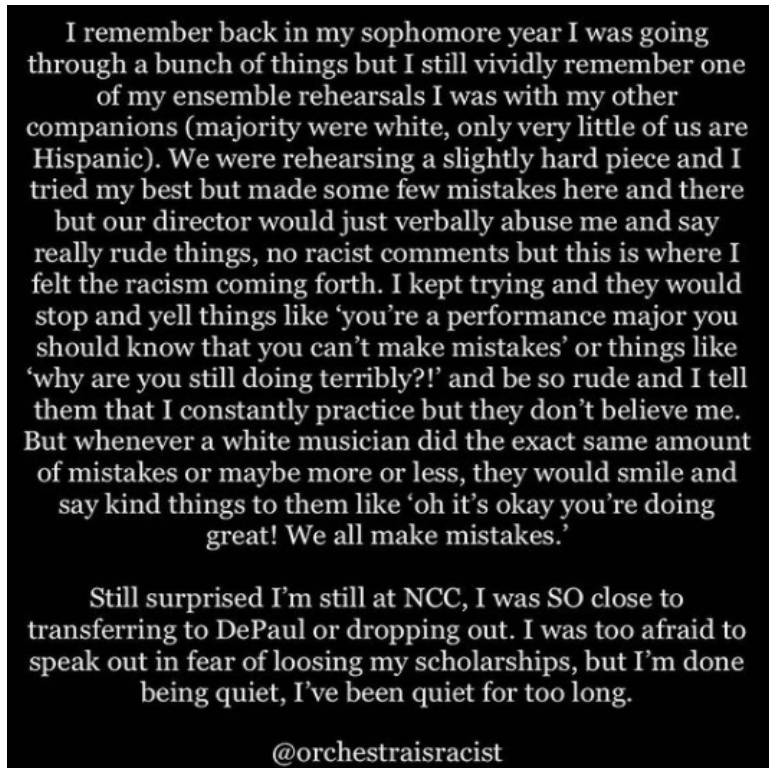 I remember back in my sophomore year I was going
through a bunch of things but I still vividly remember one
of my ensemble rehearsals I was with my other
companions (majority were white, only very little of us are
Hispanic). We were rehearsing a slightly hard piece and I
tried my best but made some few mistakes here and there
but our director would just verbally abuse me and say
really rude things, no racist comments but this is where I
felt the racism coming forth. I kept trying and they would
stop and yell things like ‘you’re a performance major you
should know that you can’t make mistakes’ or things like
‘why are you still doing terribly?!’ and be so rude and I tell
them that I constantly practice but they don’t believe me.
But whenever a white musician did the exact same amount
of mistakes or maybe more or less, they would smile and
say kind things to them like ‘oh it’s okay you’re doing
great! We all make mistakes.’
Still surprised I’m still at NCC, I was SO close to
transferring to DePaul or dropping out. I was too afraid to
speak out in fear of loosing my scholarships, but I’m done
being quiet, I’ve been quiet for too long.
@orchestraisracist